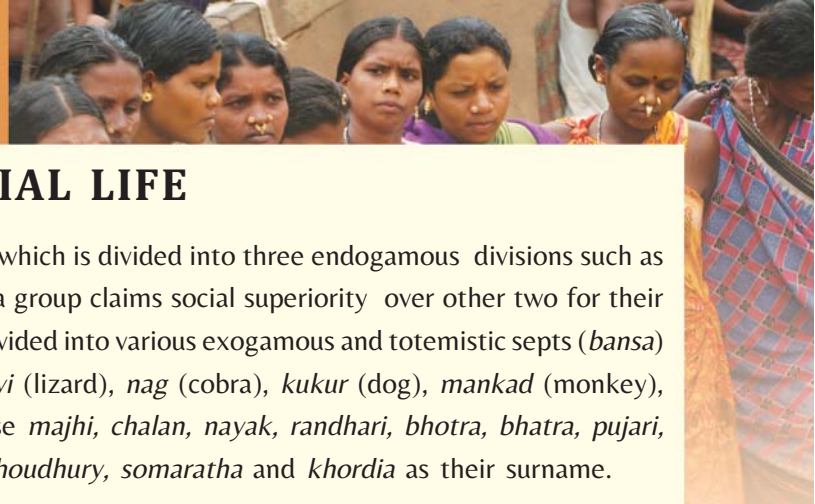 IAL LIFE
which is divided into three endogamous divisions such as
a group claims social superiority over other two for their
vided into various exogamous and totemistic septs (bansa)
vi (lizard), nag (cobra), kukur (dog), mankad (monkey),
se majhi, chalan, nayak, randhari, bhotra, bhatra, pujari,
houdhury, somaratha and khordia as their surname.